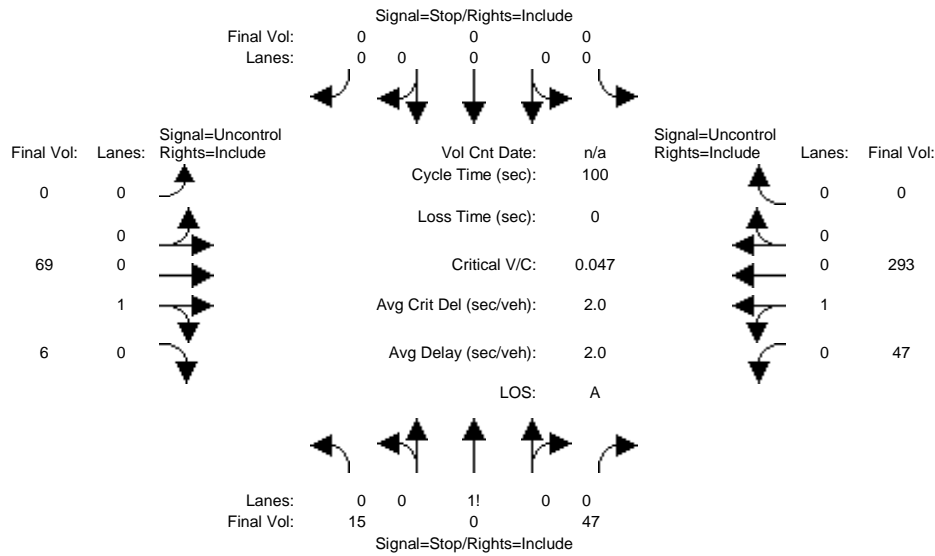 Signal=Stop/Rights=Include
Final Vol: 0 0 0
Lanes: 0 0 0 0 0
Signal=Uncontrol Signal=Uncontrol
Final Vol: Lanes: Rights=Include Vol Cnt Date: n/a Rights=Include Lanes: Final Vol:
Cycle Time (sec): 100
0 0 0 0
Loss Time (sec): 0
0 0
69 0 Critical V/C: 0.047 0 293
1 Avg Crit Del (sec/veh): 2.0 1
6 0 Avg Delay (sec/veh): 2.0 0 47
LOS: A
Lanes: 0 0 1! 0 0
Final Vol: 15 0 47
Signal=Stop/Rights=Include